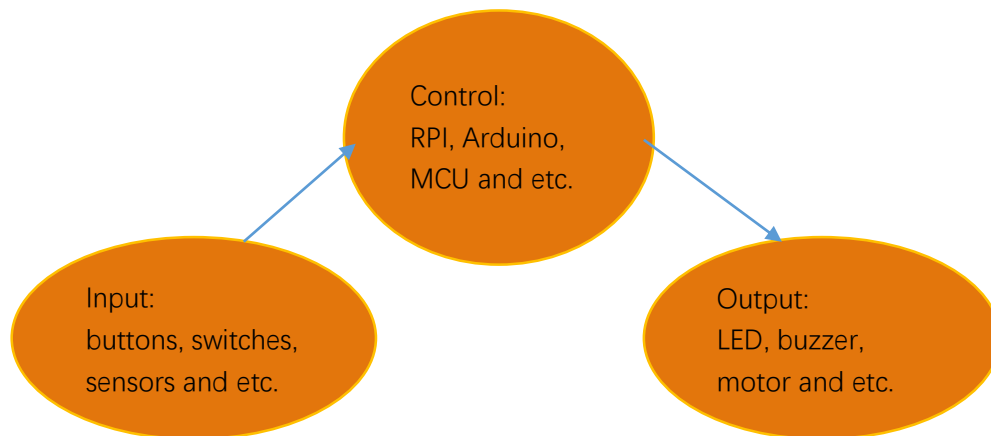 Control:
RPI, Arduino,
MCU and etc.
Input:
buttons, switches,
sensors and etc.
Output:
LED, buzzer,
motor and etc.